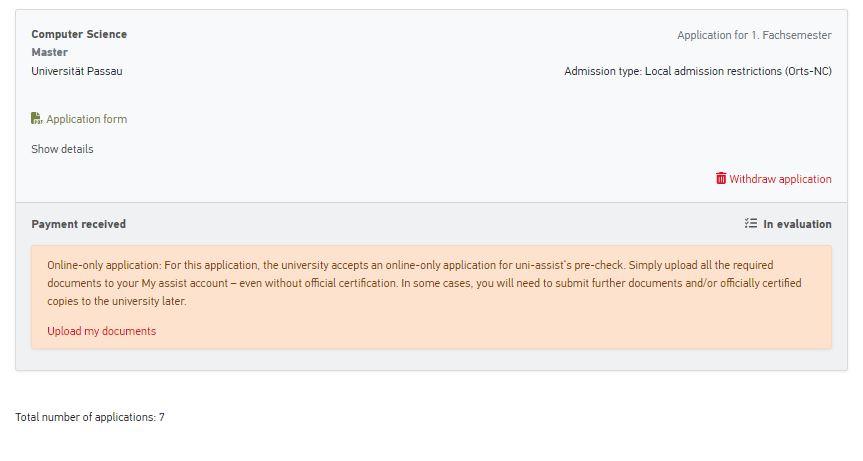 Computer Science
Application for 1. Fachsemester
Master
Universität Passau
Admission type: Local admission restrictions (Orts-NC)
Application form
Show details
Withdraw application
Payment received
In evaluation
Online-only application: For this application, the university accepts an online-only application for uni-assist's pre-check. Simply upload all the required
documents to your My assist account – even without official certification. In some cases, you will need to submit further documents and/or officially certified
copies to the university later.
Upload my documents
Total number of applications: 7